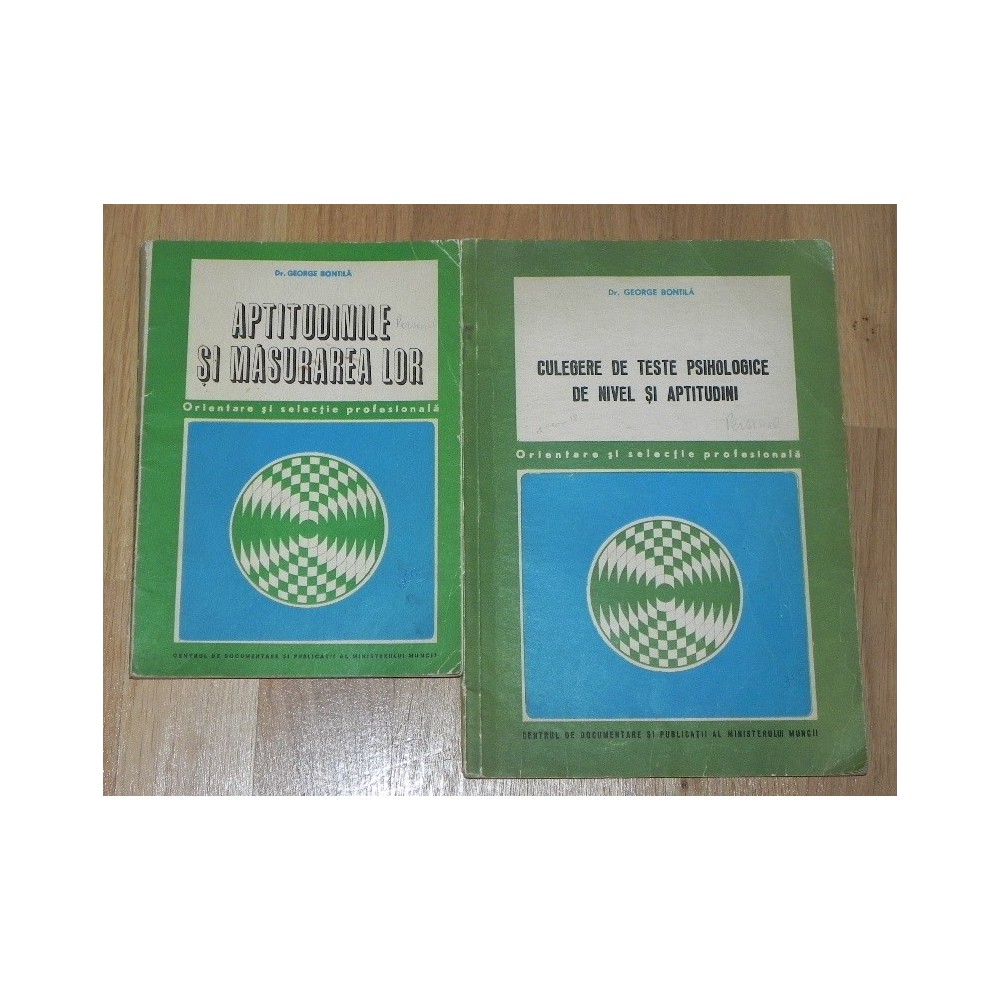 Dr. GEORGE BONTILĂ
APTITUDINILE
ȘI MĂSURAREA LOR
Orientare și selecție profesională
CENTRUL DE DOCUMENTARE ȘI PUBLICAȚII AL MINISTERULUI MUNCII
Dr. GEORGE BONTILĂ
CULEGERE DE TESTE PSIHOLOGICE
DE NIVEL ȘI APTITUDINI
Orientare și selecție profesională
CENTRUL DE DOCUMENTARE ȘI PUBLICAȚII AL MINISTERULUI MUNCII